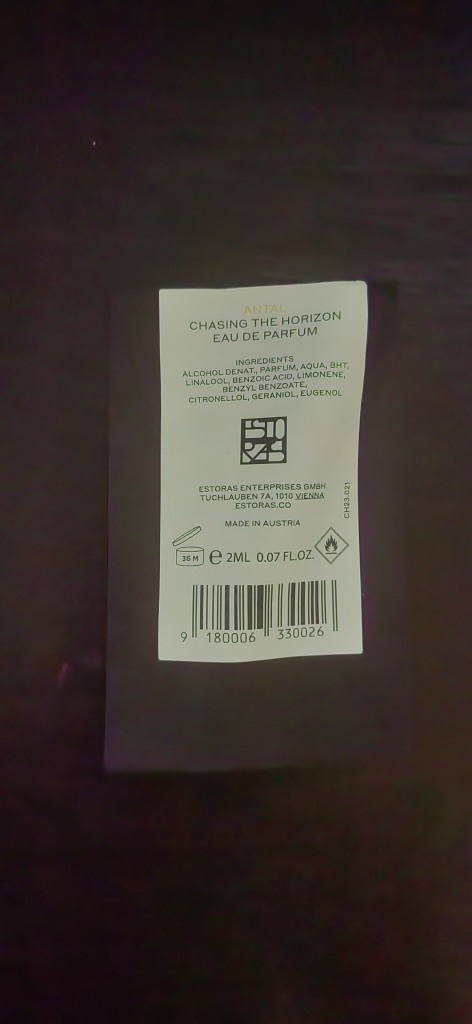 ANTAL
CHASING THE HORIZON
EAU DE PARFUM
INGREDIENTS
ALCOHOL DENAT., PARFUM, AQUA, BHT,
LINALOOL, BENZOIC ACID, LIMONENE,
BENZYL BENZOATE,
CITRONELLOL, GERANIOL, EUGENOL
ESTORAS
ESTORAS ENTERPRISES GMBH
TUCHLAUBEN 7A, 1010 VIENNA
ESTORAS.CO
CH23.021
MADE IN AUSTRIA
36 M
e 2ML 0.07 FL.OZ.
9 180006 330026